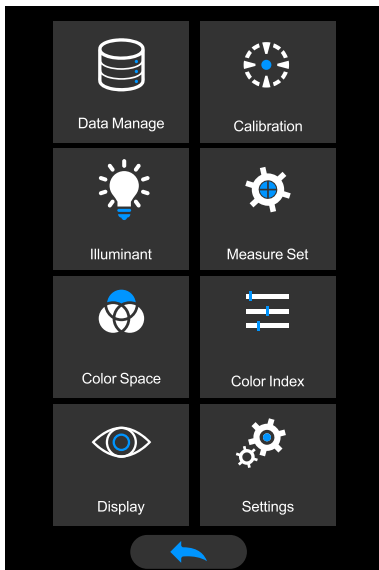 Data Manage
Calibration
Illuminant
Measure Set
Color Space
Color Index
Display
Settings